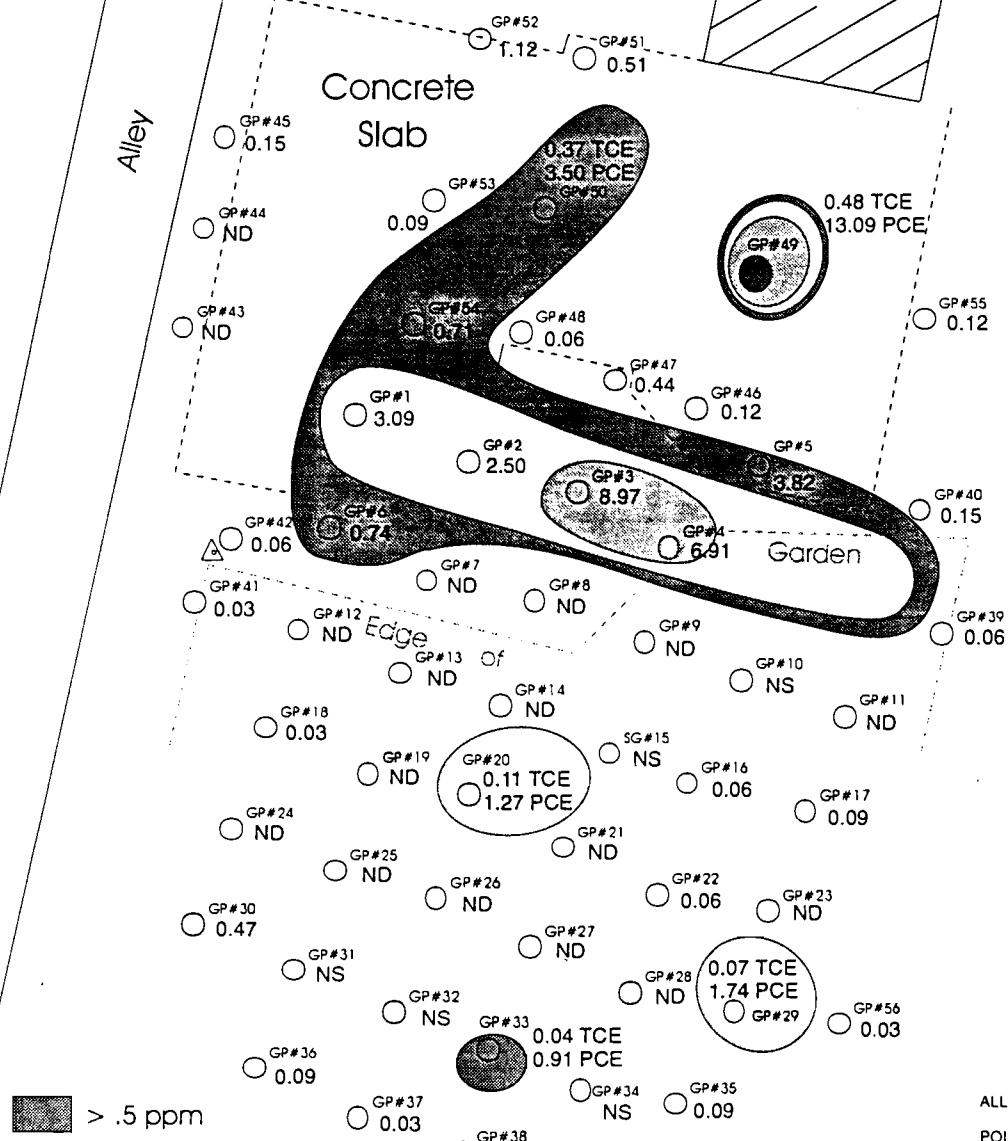 GP#52
1.12
GP#51
0.51
Concrete
Slab
Alley
GP#45
0.15
0.37 TCE
3.50 PCE
GP#50
GP#53
0.09
0.48 TCE
13.09 PCE
GP#49
GP#44
ND
GP#43
ND
GP#54
0.71
GP#48
0.06
GP#55
0.12
GP#47
0.44
GP#46
0.12
GP#1
3.09
GP#2
2.50
GP#5
3.82
GP#3
8.97
GP#40
0.15
GP#6
0.74
GP#42
0.06
GP#4
6.91
Garden
GP#7
ND
GP#8
ND
GP#41
0.03
GP#12
ND
Edge
of
GP#9
ND
GP#39
0.06
GP#13
ND
GP#10
NS
GP#14
ND
GP#11
ND
GP#18
0.03
SG#15
NS
GP#19
ND
GP#20
0.11 TCE
1.27 PCE
GP#16
0.06
GP#17
0.09
GP#24
ND
GP#21
ND
GP#25
ND
GP#26
ND
GP#22
0.06
GP#23
ND
GP#30
0.47
GP#27
ND
GP#31
NS
GP#28
ND
0.07 TCE
1.74 PCE
GP#29
GP#32
NS
GP#56
0.03
GP#33
0.04 TCE
0.91 PCE
GP#36
0.09
GP#34
NS
GP#35
0.09
GP#37
0.03
> .5 ppm
GP#38
ALL